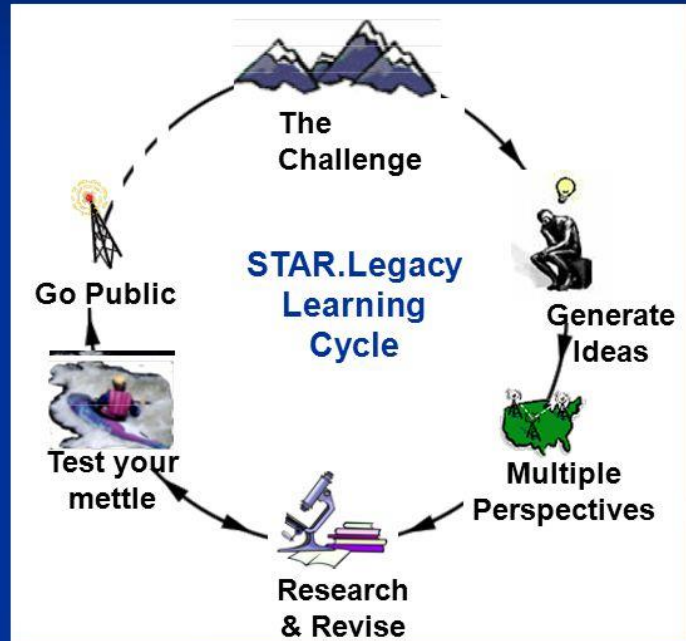 The
Challenge
STAR.Legacy
Learning
Cycle
Generate
Ideas
Multiple
Perspectives
Research
& Revise
Test your
mettle
Go Public